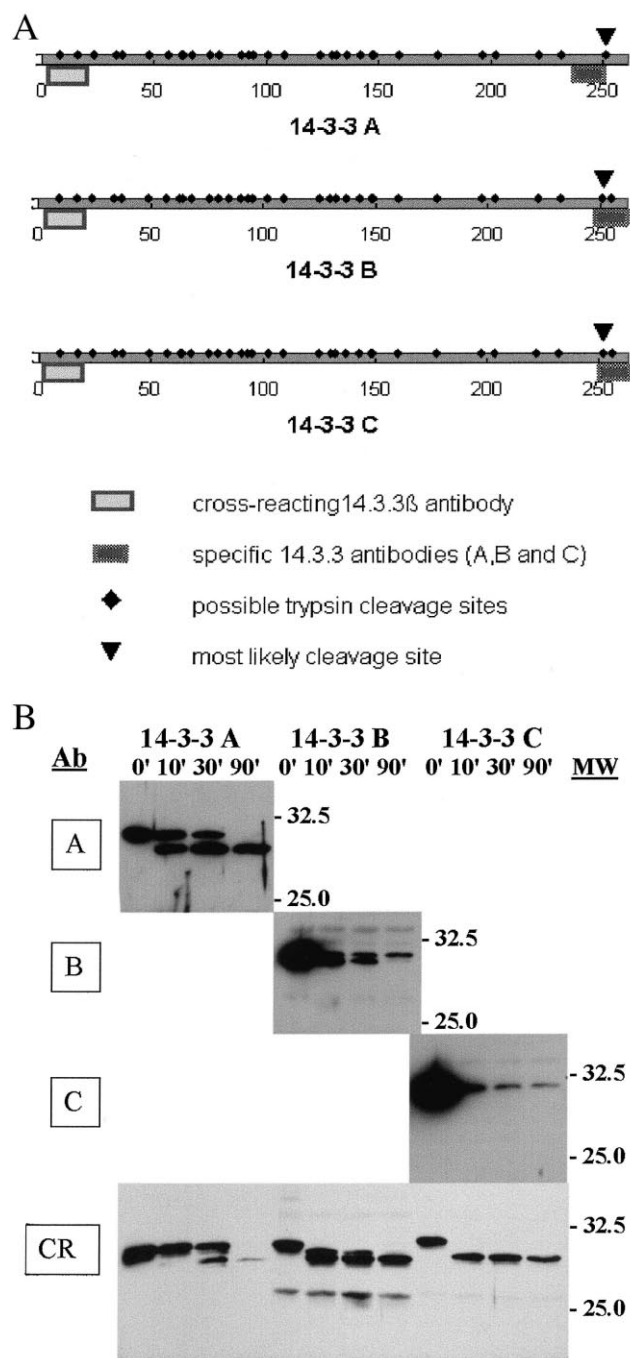 A
0 50 100 150 200 250
14-3-3 A
0 50 100 150 200 250
14-3-3 B
0 50 100 150 200 250
14-3-3 C
cross-reacting14.3.3ß antibody
specific 14.3.3 antibodies (A,B and C)
possible trypsin cleavage sites
most likely cleavage site
B
14-3-3 A 14-3-3 B 14-3-3 C
Ab 0' 10' 30' 90' 0' 10' 30' 90' 0' 10' 30' 90' MW
- 32.5
A
- 25.0
- 32.5
B
- 25.0
- 32.5
C
- 25.0
- 32.5
CR
- 25.0